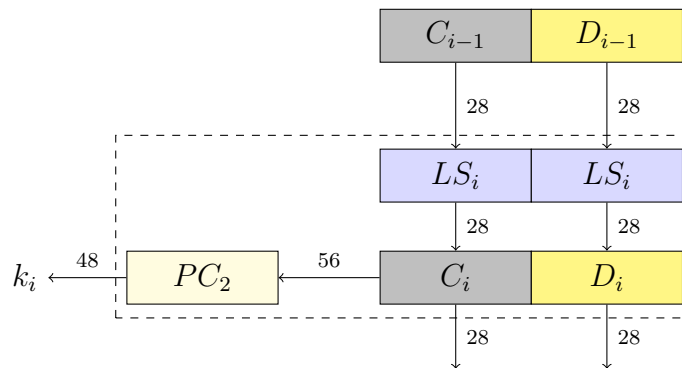 C_{i-1} D_{i-1}
28 28
LS_i LS_i
28 28
k_i 48 PC_2 56 C_i D_i
28 28